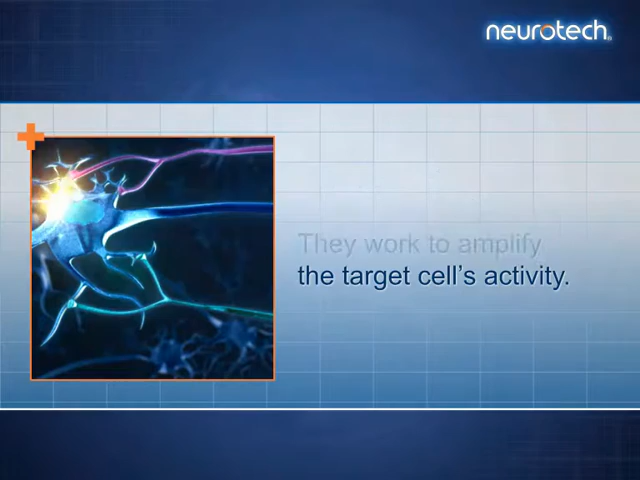 neurotech®
They work to amplify
the target cell's activity.